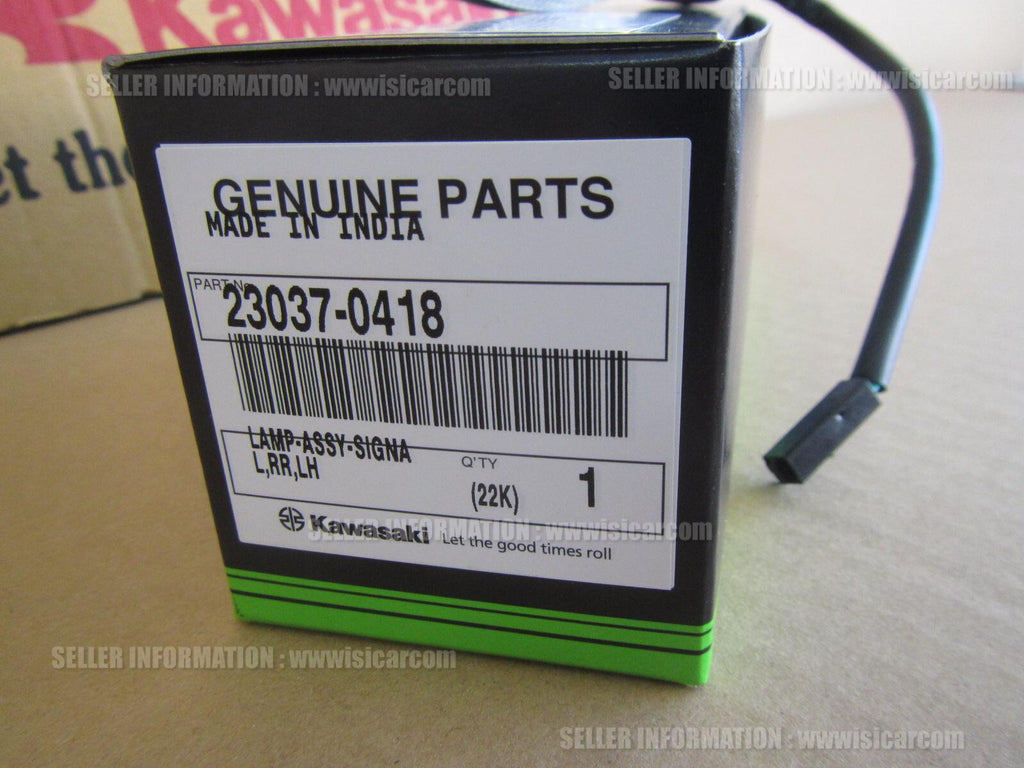 Kawasaki
SELLER INFORMATION : wwwisicarcom
SELLER INFORMATION : wwwisicarcom
et the
GENUINE PARTS
MADE IN INDIA
PART No.
23037-0418
LAMP-ASSY-SIGNA
L,RR,LH
Q'TY
(22K)
1
Kawasaki Let the good times roll
SELLER INFORMATION : wwwisicarcom
SELLER INFORMATION : wwwisicarcom
SELLER INFORMATION : wwwisicarcom